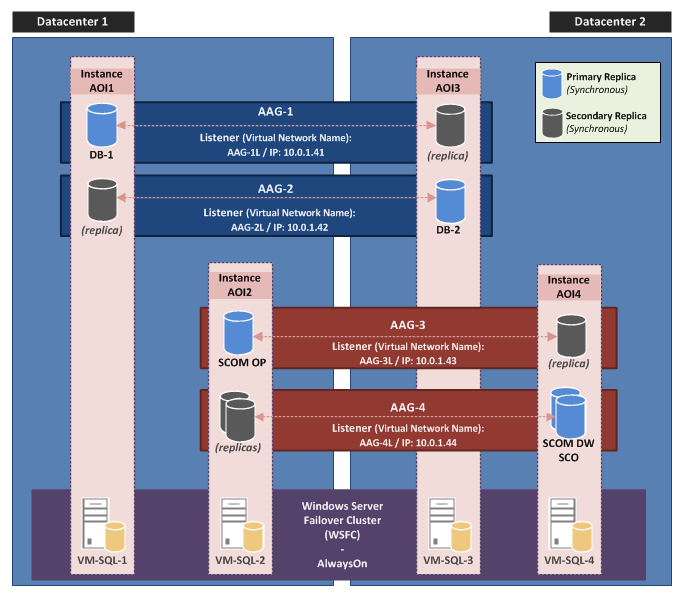 Datacenter 1
Datacenter 2
Instance
AOI1
Instance
AOI3
Primary Replica
(Synchronous)
Secondary Replica
(Synchronous)
AAG-1
Listener (Virtual Network Name):
AAG-1L / IP: 10.0.1.41
DB-1
(replica)
AAG-2
Listener (Virtual Network Name):
AAG-2L / IP: 10.0.1.42
(replica)
DB-2
Instance
AOI2
Instance
AOI4
AAG-3
Listener (Virtual Network Name):
AAG-3L / IP: 10.0.1.43
SCOM OP
(replica)
AAG-4
Listener (Virtual Network Name):
AAG-4L / IP: 10.0.1.44
(replicas)
SCOM DW
SCO
Windows Server
Failover Cluster
(WSFC)
-
AlwaysOn
VM-SQL-1
VM-SQL-2
VM-SQL-3
VM-SQL-4